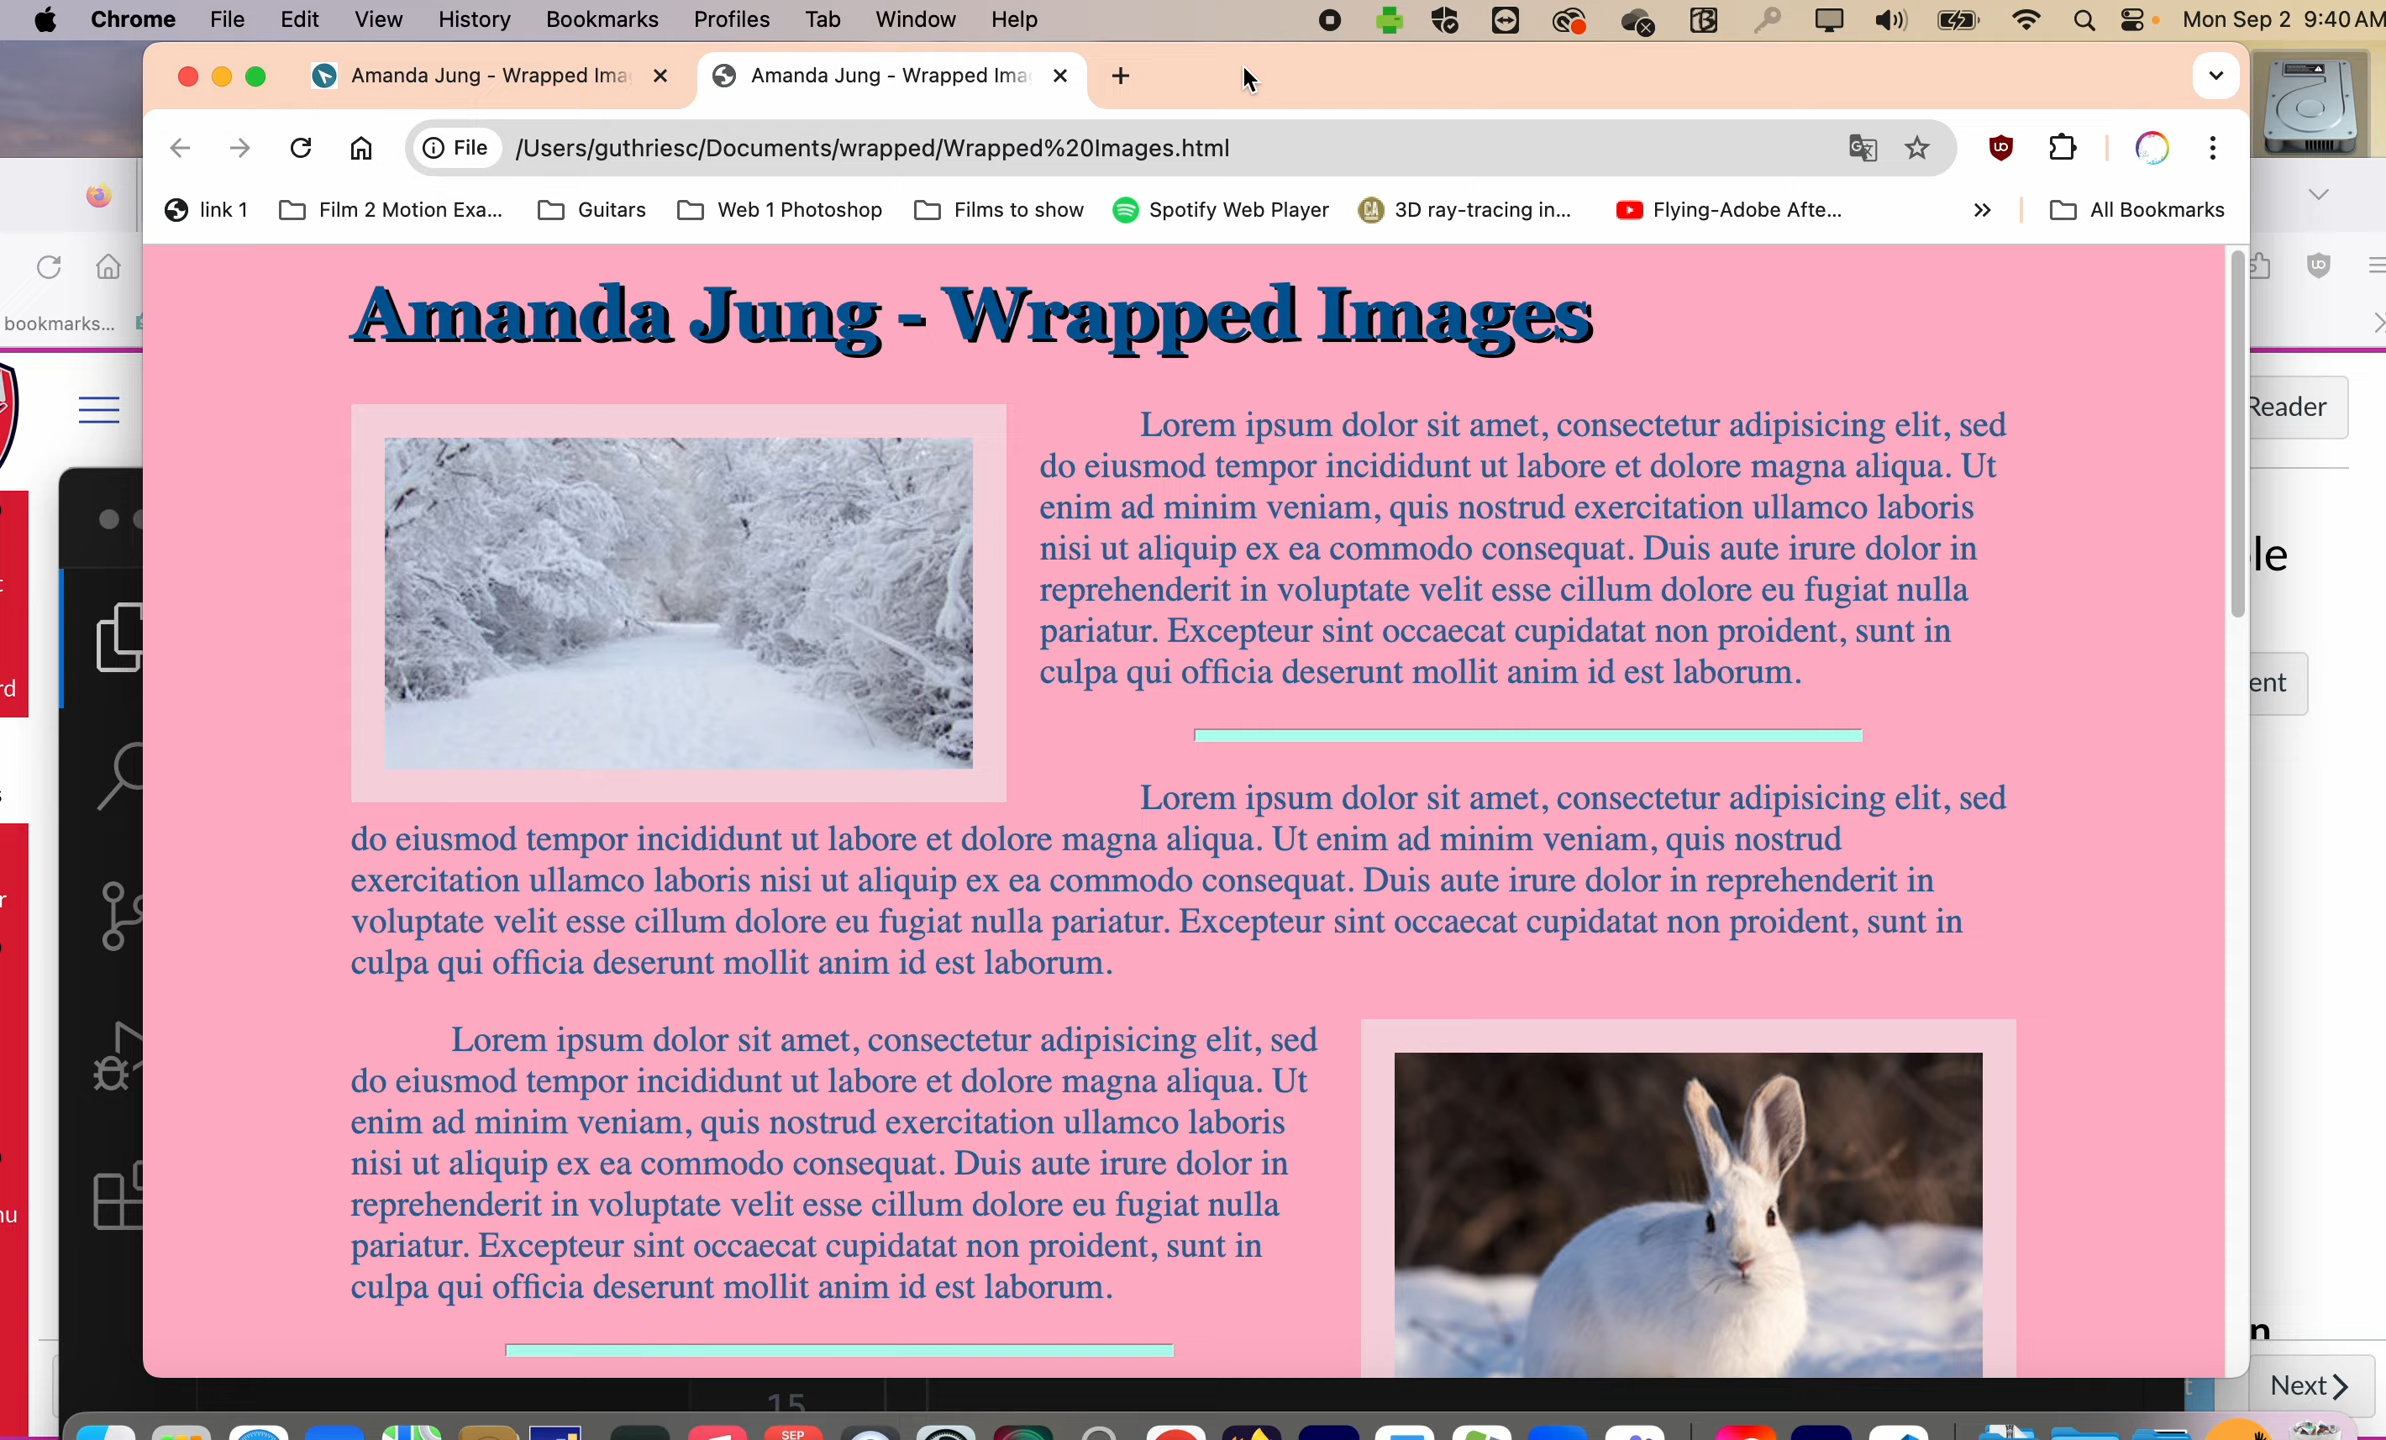 Chrome File Edit View History Bookmarks Profiles Tab Window Help Mon Sep 2 9:40 AM
Amanda Jung - Wrapped Ima Amanda Jung - Wrapped Ima
File /Users/guthriesc/Documents/wrapped/Wrapped%20Images.html
link 1 Film 2 Motion Exa... Guitars Web 1 Photoshop Films to show Spotify Web Player 3D ray-tracing in... Flying-Adobe Afte... All Bookmarks
bookmarks...
Amanda Jung - Wrapped Images
Reader
Lorem ipsum dolor sit amet, consectetur adipisicing elit, sed
do eiusmod tempor incididunt ut labore et dolore magna aliqua. Ut
enim ad minim veniam, quis nostrud exercitation ullamco laboris
nisi ut aliquip ex ea commodo consequat. Duis aute irure dolor in
reprehenderit in voluptate velit esse cillum dolore eu fugiat nulla
pariatur. Excepteur sint occaecat cupidatat non proident, sunt in
culpa qui officia deserunt mollit anim id est laborum.
Lorem ipsum dolor sit amet, consectetur adipisicing elit, sed
do eiusmod tempor incididunt ut labore et dolore magna aliqua. Ut enim ad minim veniam, quis nostrud
exercitation ullamco laboris nisi ut aliquip ex ea commodo consequat. Duis aute irure dolor in reprehenderit in
voluptate velit esse cillum dolore eu fugiat nulla pariatur. Excepteur sint occaecat cupidatat non proident, sunt in
culpa qui officia deserunt mollit anim id est laborum.
Lorem ipsum dolor sit amet, consectetur adipisicing elit, sed
do eiusmod tempor incididunt ut labore et dolore magna aliqua. Ut
enim ad minim veniam, quis nostrud exercitation ullamco laboris
nisi ut aliquip ex ea commodo consequat. Duis aute irure dolor in
reprehenderit in voluptate velit esse cillum dolore eu fugiat nulla
pariatur. Excepteur sint occaecat cupidatat non proident, sunt in
culpa qui officia deserunt mollit anim id est laborum.
Next
15
SEP